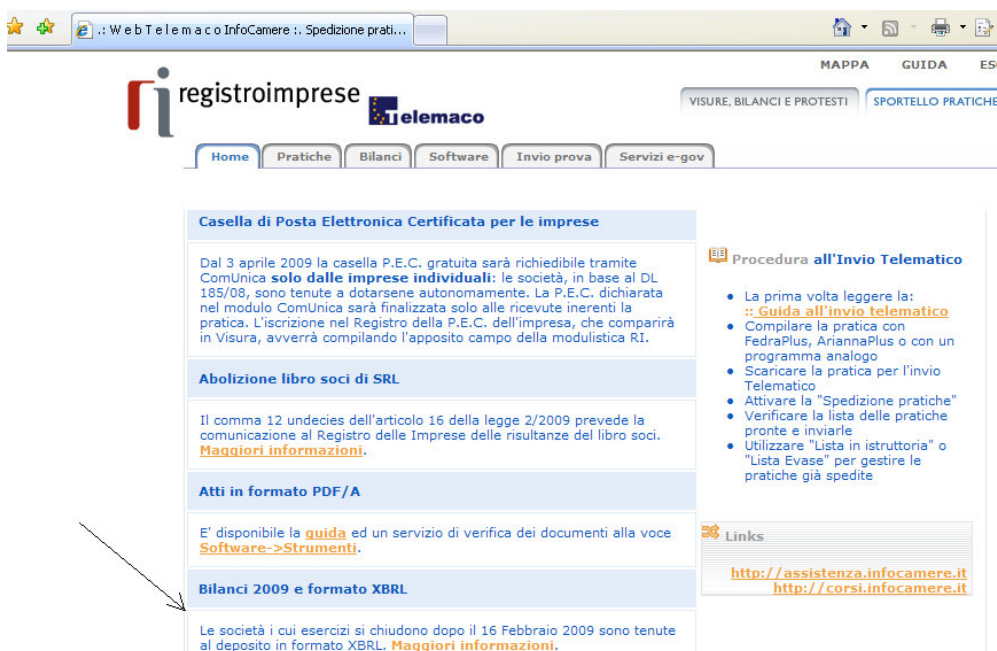 .: W e b T e l e m a c o InfoCamere :. Spedizione prati...
MAPPA GUIDA
registroimprese
Telemaco
VISURE, BILANCI E PROTESTI SPORTELLO PRATICHE
Home Pratiche Bilanci Software Invio prova Servizi e-gov
Casella di Posta Elettronica Certificata per le imprese
Dal 3 aprile 2009 la casella P.E.C. gratuita sarà richiedibile tramite
ComUnica solo dalle imprese individuali: le società, in base al DL
185/08, sono tenute a dotarsene autonomamente. La P.E.C. dichiarata
nel modulo ComUnica sarà finalizzata solo alle ricevute inerenti la
pratica. L'iscrizione nel Registro della P.E.C. dell'impresa, che comparirà
in Visura, avverrà compilando l'apposito campo della modulistica RI.
Abolizione libro soci di SRL
Il comma 12 undecies dell'articolo 16 della legge 2/2009 prevede la
comunicazione al Registro delle Imprese delle risultanze del libro soci.
Maggiori informazioni.
Atti in formato PDF/A
E' disponibile la guida ed un servizio di verifica dei documenti alla voce
Software->Strumenti.
Bilanci 2009 e formato XBRL
Le società i cui esercizi si chiudono dopo il 16 Febbraio 2009 sono tenute
al deposito in formato XBRL. Maggiori informazioni.
Procedura all'Invio Telematico
La prima volta leggere la:
:: Guida all'invio telematico
Compilare la pratica con
FedraPlus, AriannaPlus o con un
programma analogo
Scaricare la pratica per l'invio
Telematico
Attivare la "Spedizione pratiche"
Verificare la lista delle pratiche
pronte e inviarle
Utilizzare "Lista in istruttoria" o
"Lista Evase" per gestire le
pratiche già spedite
Links
http://assistenza.infocamere.it
http://corsi.infocamere.it